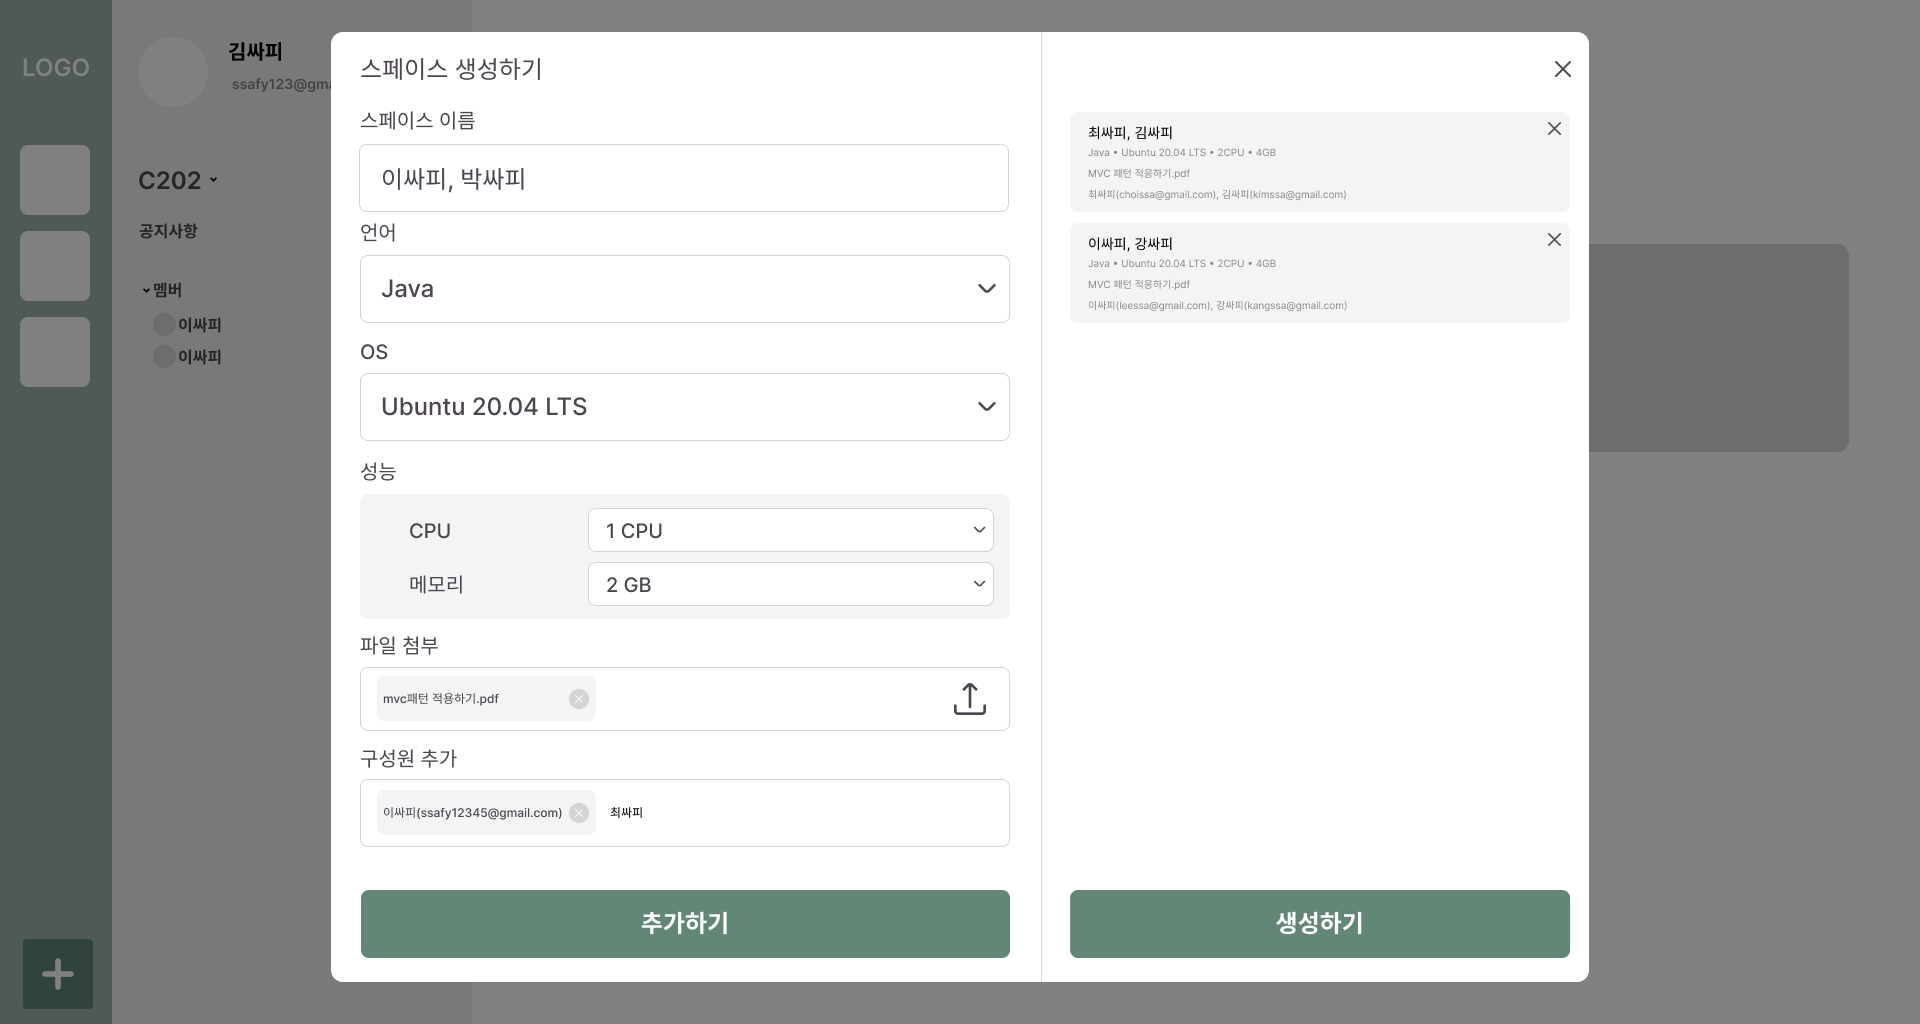 LOGO
김싸피
ssafy123@gma
C202
공지사항
멤버
이싸피
이싸피
스페이스 생성하기
스페이스 이름
이싸피, 박싸피
언어
Java
OS
Ubuntu 20.04 LTS
성능
CPU
1 CPU
메모리
2 GB
파일 첨부
mvc패턴 적용하기.pdf
구성원 추가
이싸피(ssafy12345@gmail.com)
최싸피
추가하기
최싸피, 김싸피
Java • Ubuntu 20.04 LTS • 2CPU • 4GB
MVC 패턴 적응하기.pdf
최싸피(choissa@gmail.com), 김싸피(kimssa@gmail.com)
이싸피, 강싸피
Java • Ubuntu 20.04 LTS • 2CPU • 4GB
MVC 패턴 적응하기.pdf
이싸피(leessa@gmail.com), 강싸피(kangssa@gmail.com)
생성하기